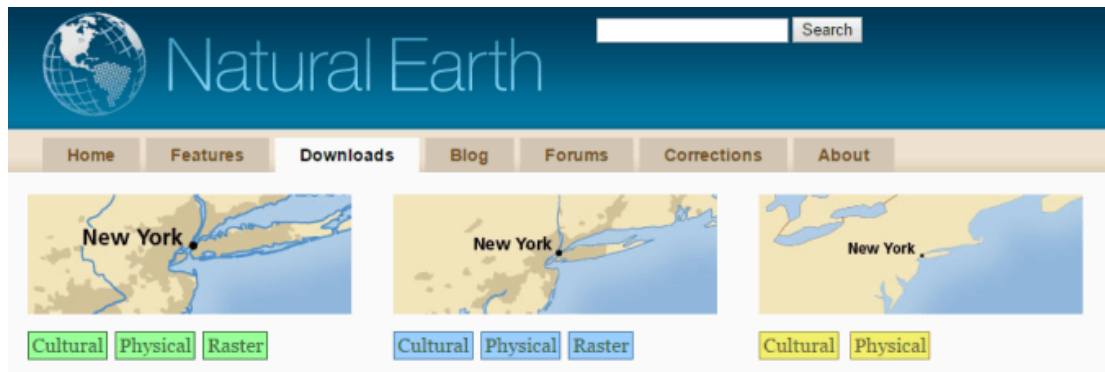 Search
Natural Earth
Home Features Downloads Blog Forums Corrections About
New York New York New York
Cultural Physical Raster Cultural Physical Raster Cultural Physical